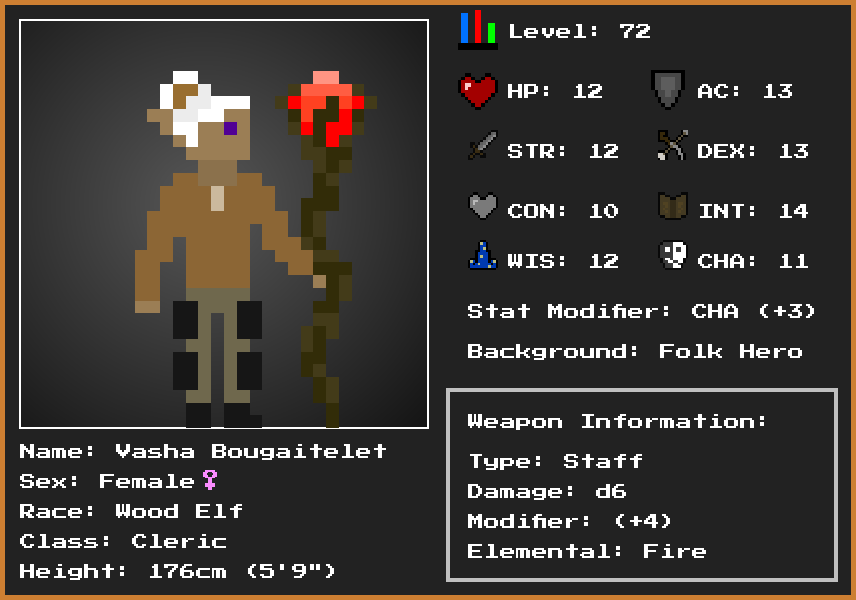 Level: 72
HP: 12 AC: 13
STR: 12 DEX: 13
CON: 10 INT: 14
WIS: 12 CHA: 11
Stat Modifier: CHA (+3)
Background: Folk Hero
Weapon Information:
Type: Staff
Damage: d6
Modifier: (+4)
Elemental: Fire
Name: Vasha Bougaitelet
Sex: Female♀
Race: Wood Elf
Class: Cleric
Height: 176cm (5'9")